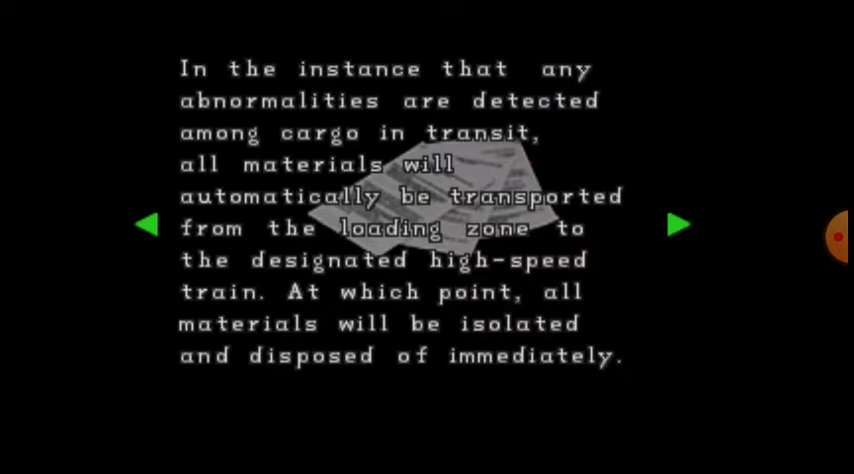 In the instance that any
abnormalities are detected
among cargo in transit,
all materials will
automatically be transported
from the loading zone to
the designated high-speed
train. At which point, all
materials will be isolated
and disposed of immediately.